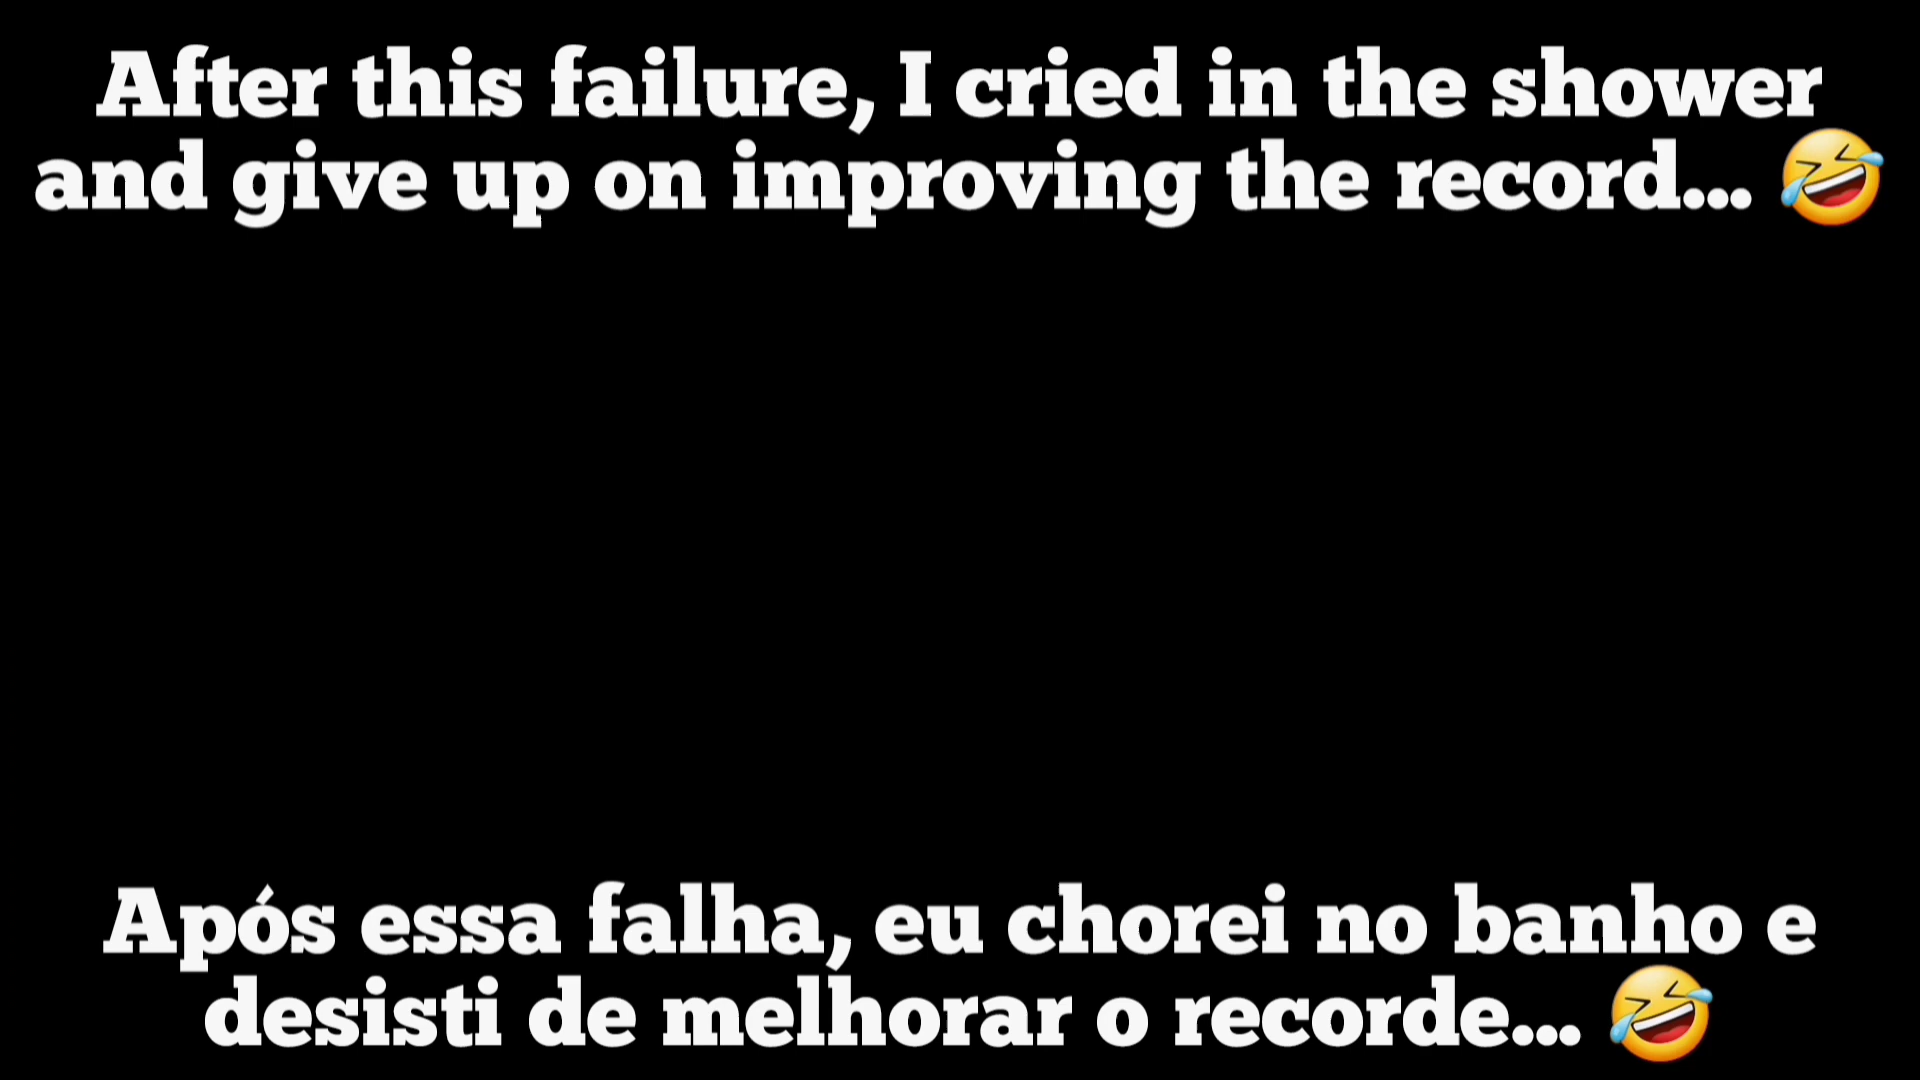 After this failure, I cried in the shower
and give up on improving the record... 🤣
Após essa falha, eu chorei no banho e
desisti de melhorar o recorde... 🤣